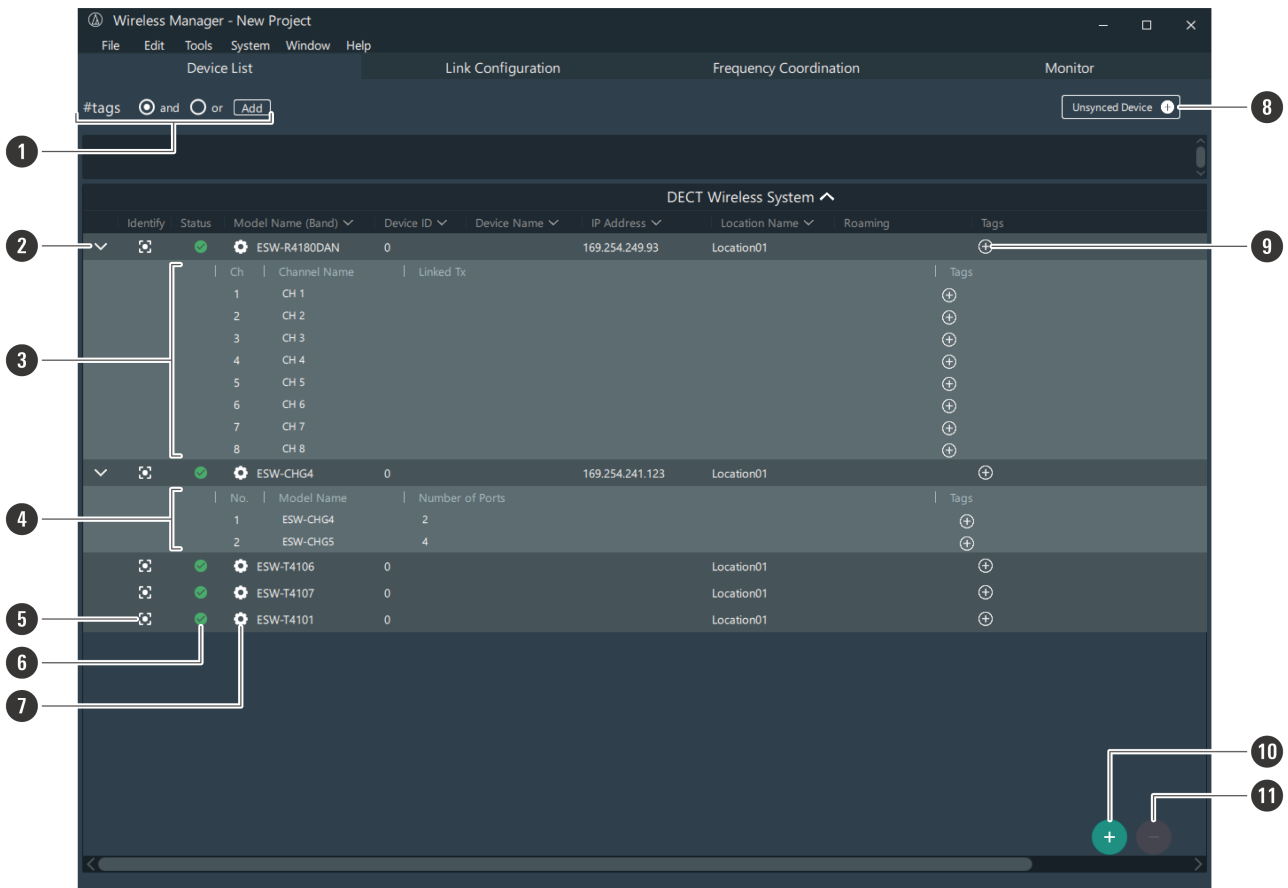 Wireless Manager - New Project
File Edit Tools System Window Help
Device List Link Configuration Frequency Coordination Monitor
#tags and or Add Unsynced Device 8
1
DECT Wireless System
Identify Status Model Name (Band) Device ID Device Name IP Address Location Name Roaming Tags
2 ESW-R4180DAN 0 169.254.249.93 Location01 9
Ch Channel Name Linked Tx Tags
1 CH 1
2 CH 2
3 CH 3
3 4 CH 4
5 CH 5
6 CH 6
7 CH 7
8 CH 8
ESW-CHG4 0 169.254.241.123 Location01
No. Model Name Number of Ports Tags
4 1 ESW-CHG4 2
2 ESW-CHG5 4
ESW-T4106 0 Location01
ESW-T4107 0 Location01
5 ESW-T4101 0 Location01
6
7
10
11